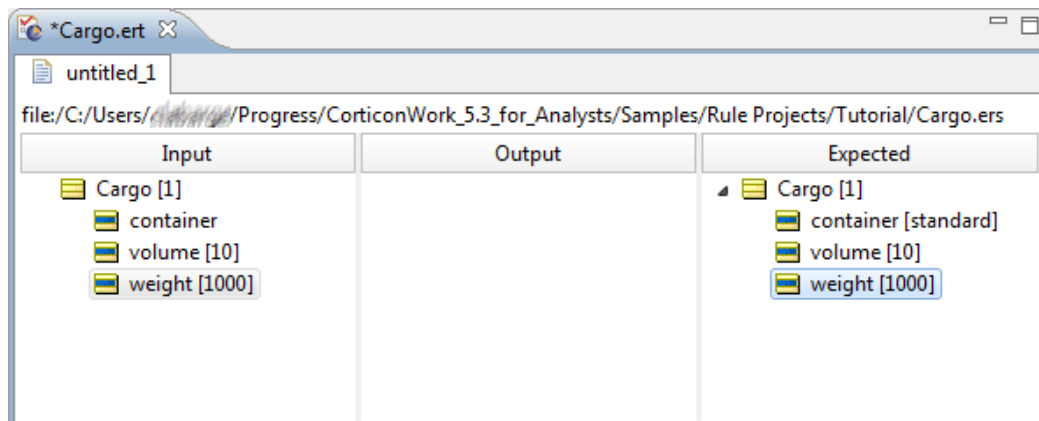 *Cargo.ert
untitled_1
file:/C:/Users/ /Progress/CorticonWork_5.3_for_Analysts/Samples/Rule Projects/Tutorial/Cargo.ers
Input Output Expected
Cargo [1] Cargo [1]
container container [standard]
volume [10] volume [10]
weight [1000] weight [1000]